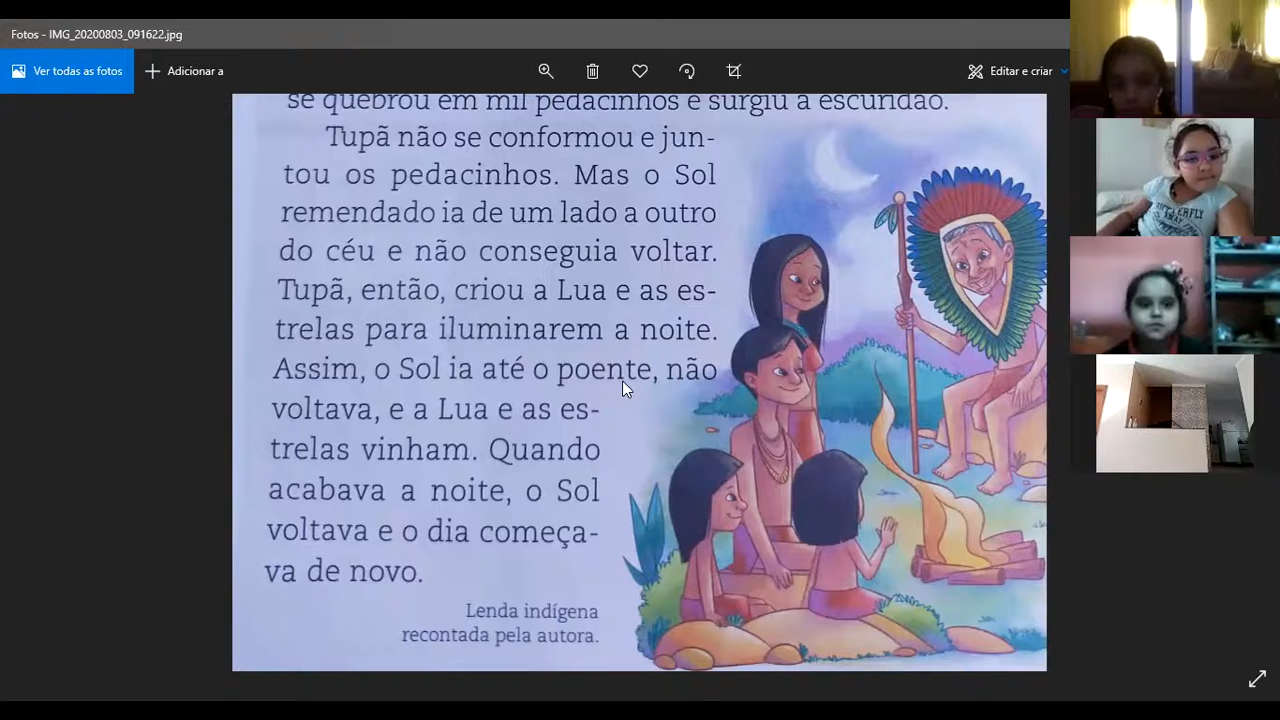 Fotos - IMG_20200803_091622.jpg
Ver todas as fotos
Adicionar a
Editar e criar
se quebrou em mil pedacinhos e surgiu a escuridão.
Tupã não se conformou e jun-
tou os pedacinhos. Mas o Sol
remendado ia de um lado a outro
do céu e não conseguia voltar.
Tupã, então, criou a Lua e as es-
trelas para iluminarem a noite.
Assim, o Sol ia até o poente, não
voltava, e a Lua e as es-
trelas vinham. Quando
acabava a noite, o Sol
voltava e o dia começa-
va de novo.
Lenda indígena
recontada pela autora.